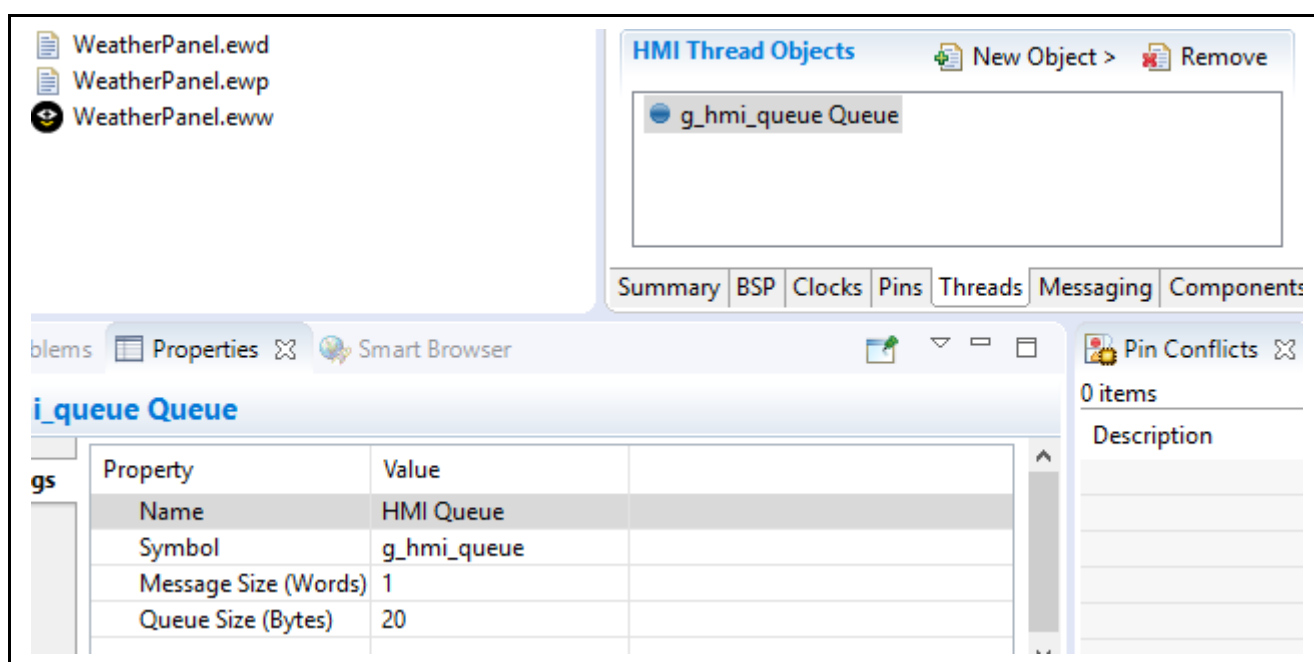 WeatherPanel.ewd
WeatherPanel.ewp
WeatherPanel.eww
HMI Thread Objects New Object > Remove
g_hmi_queue Queue
Summary BSP Clocks Pins Threads Messaging Components
blems Properties Smart Browser
i_queue Queue
gs
Property Value
Name HMI Queue
Symbol g_hmi_queue
Message Size (Words) 1
Queue Size (Bytes) 20
Pin Conflicts
0 items
Description